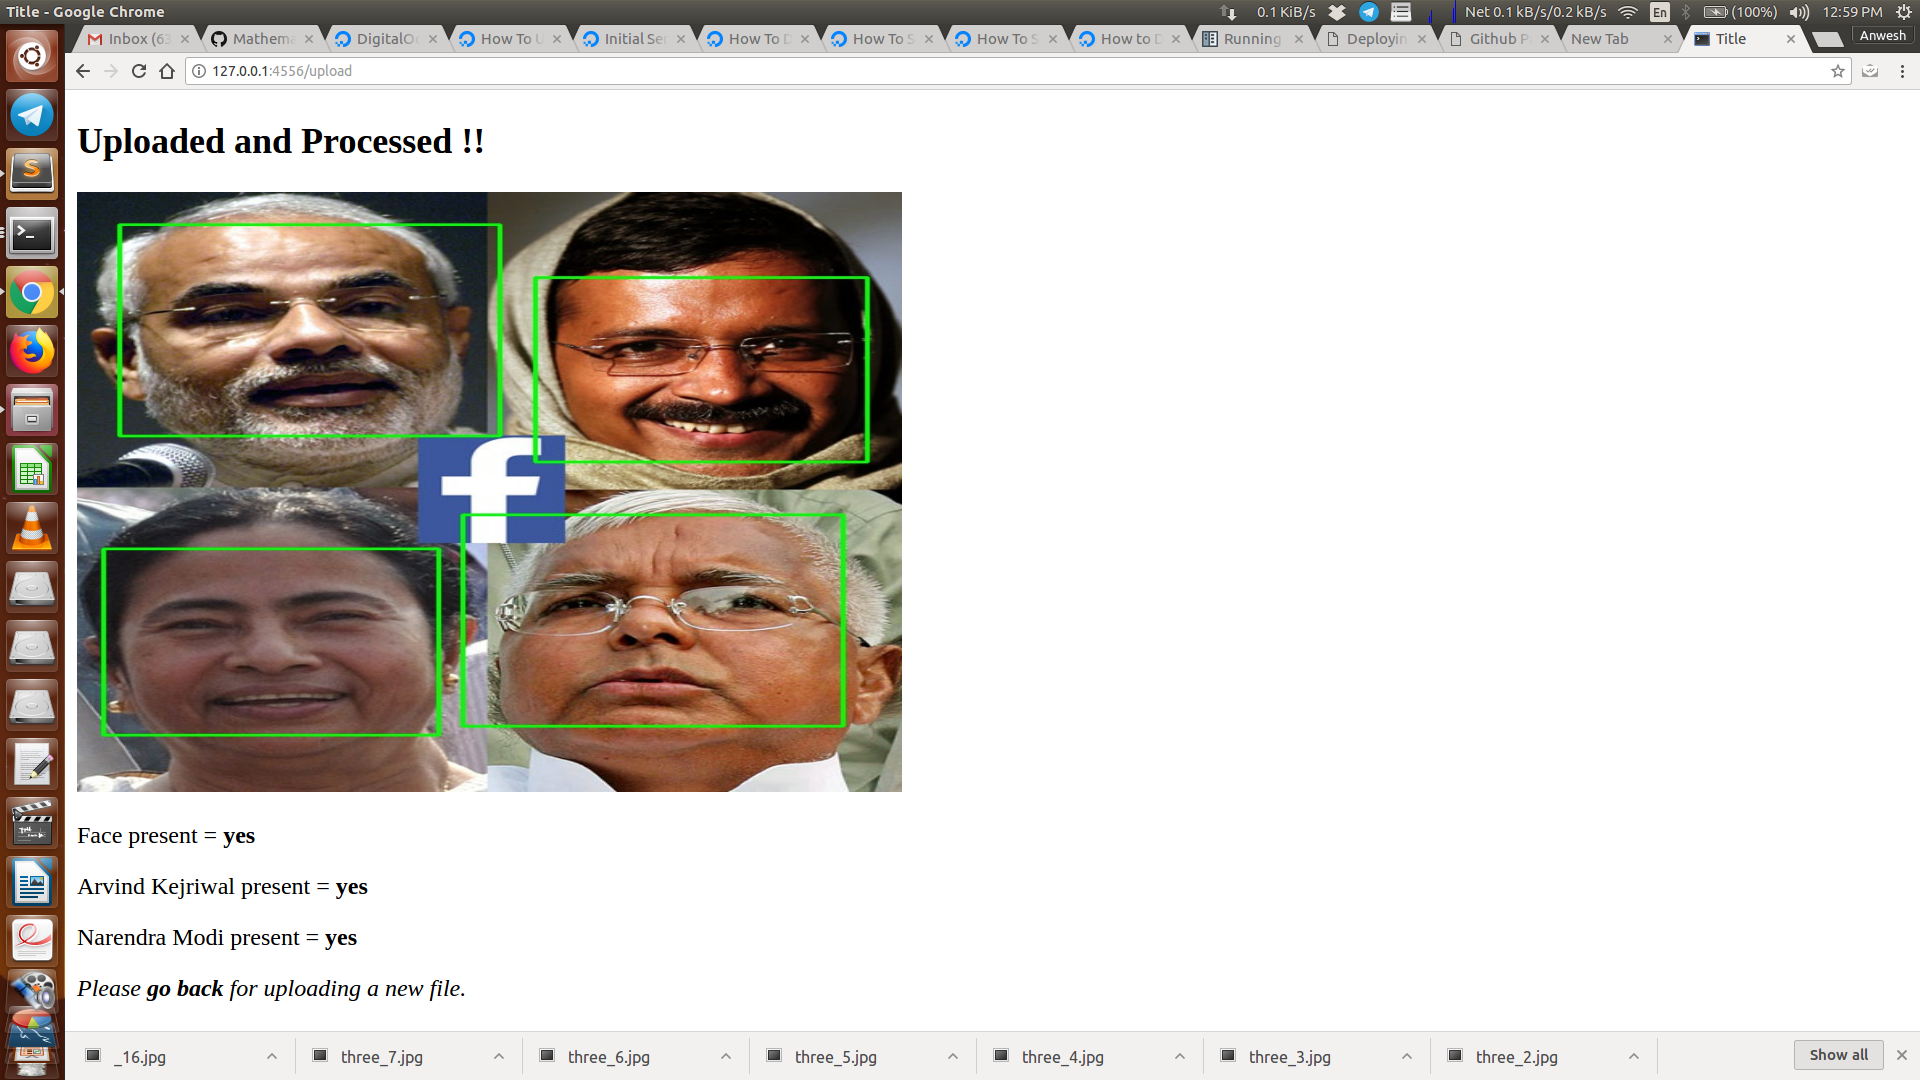 Title - Google Chrome
0.1 KiB/s
Net 0.1 kB/s/0.2 kB/s
En
(100%)
12:59 PM
Inbox (63
Mathema
DigitalOc
How To U
Initial Ser
How To D
How To S
How To S
How to D
Running
Deployin
Github P
New Tab
Title
Anwesh
127.0.0.1:4556/upload
Uploaded and Processed !!
f
Face present = yes
Arvind Kejriwal present = yes
Narendra Modi present = yes
Please go back for uploading a new file.
_16.jpg
three_7.jpg
three_6.jpg
three_5.jpg
three_4.jpg
three_3.jpg
three_2.jpg
Show all